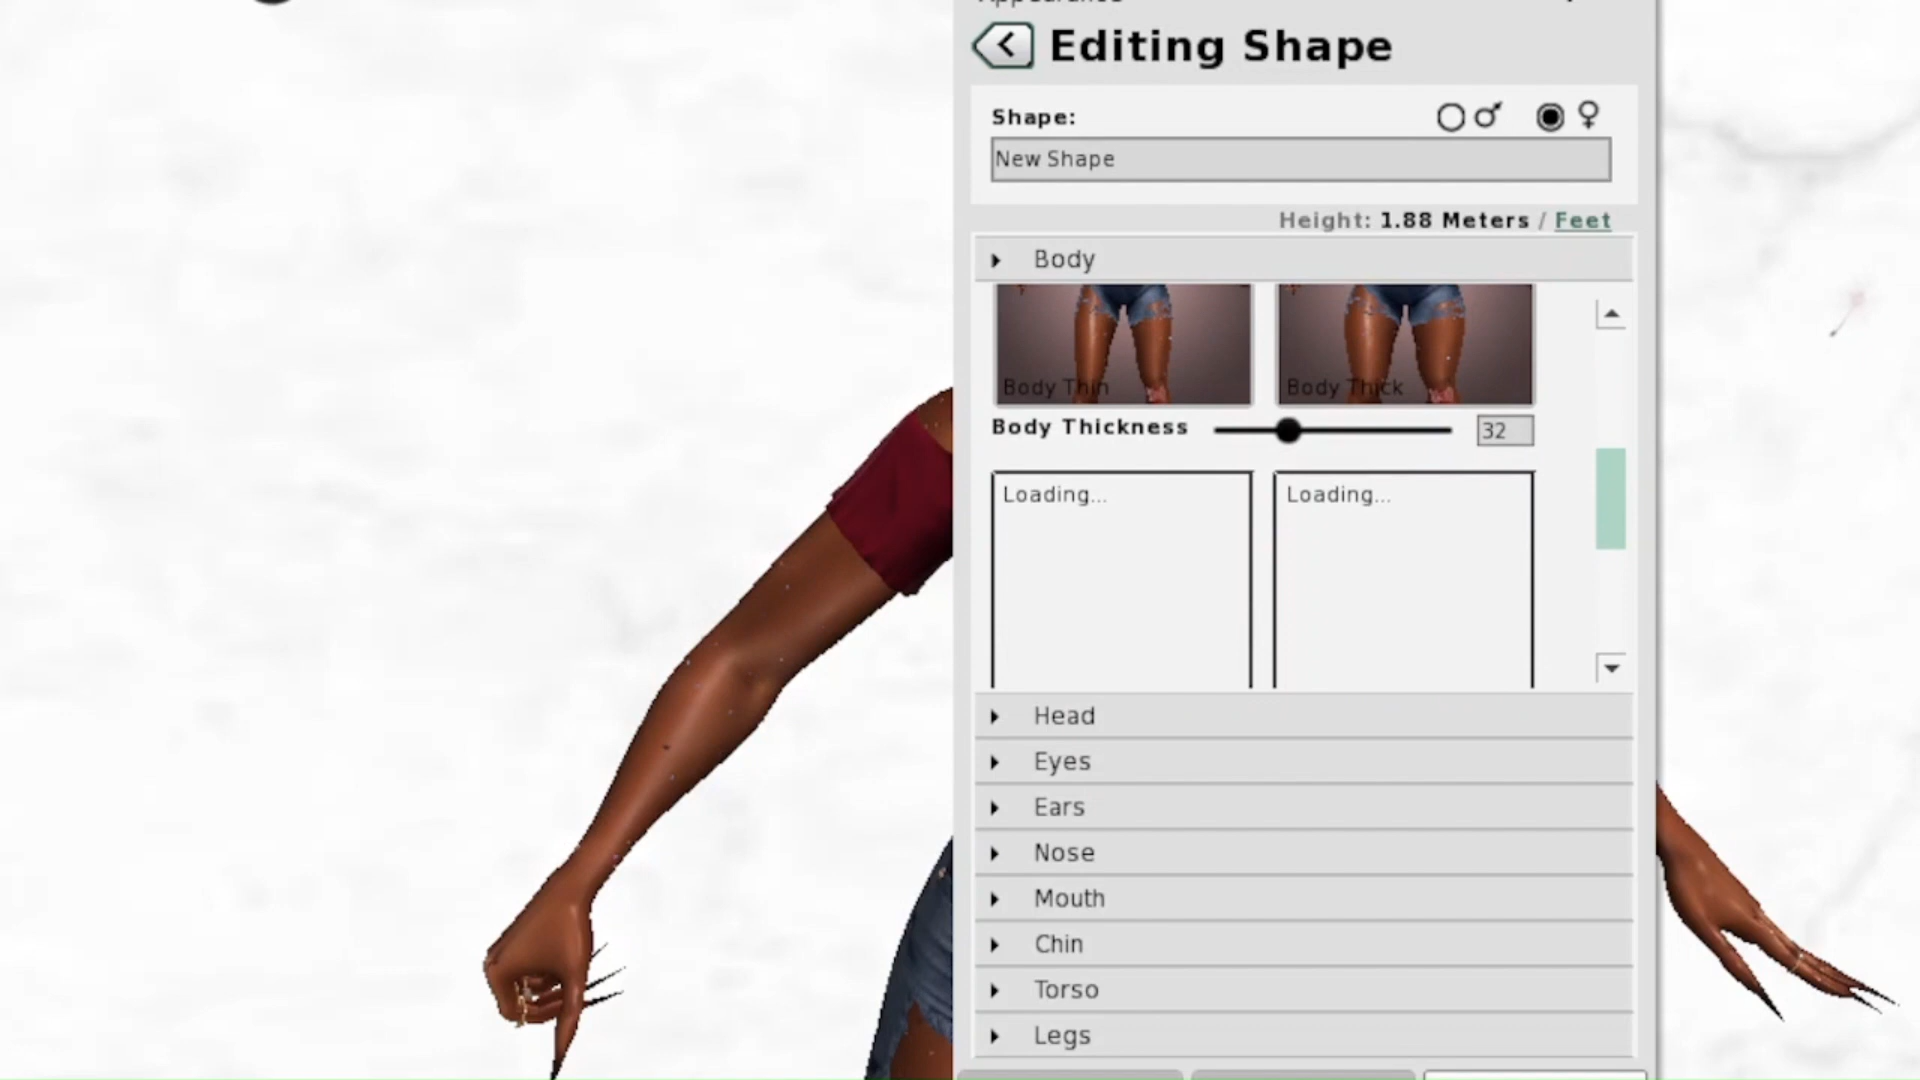 Appearance
Editing Shape
Shape:
New Shape
Height: 1.88 Meters / Feet
Body
Body Thin
Body Thick
Body Thickness 32
Loading...
Loading...
Head
Eyes
Ears
Nose
Mouth
Chin
Torso
Legs